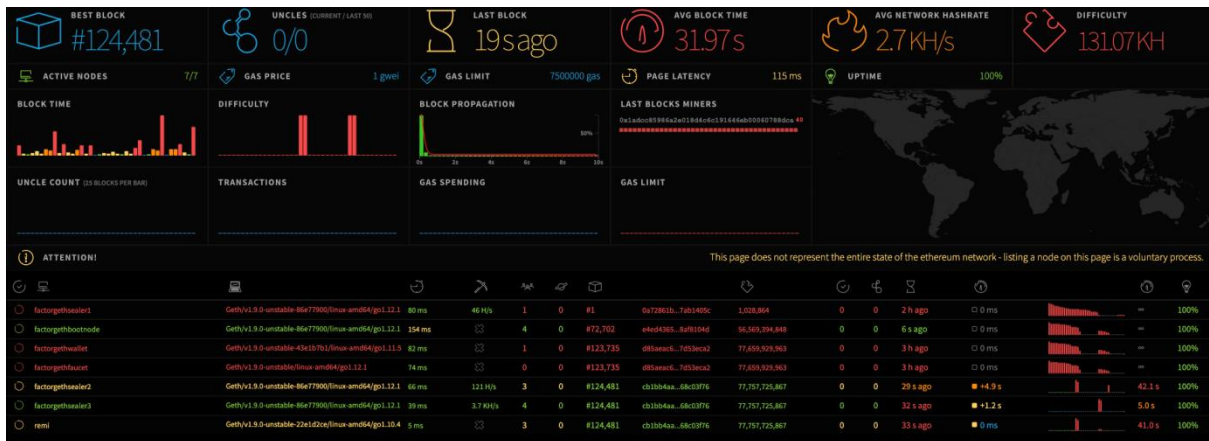 BEST BLOCK
#124,481
UNCLES (CURRENT / LAST 50)
0/0
LAST BLOCK
19 s ago
AVG BLOCK TIME
31.97 s
AVG NETWORK HASHRATE
2.7 KH/s
DIFFICULTY
131.07 KH
ACTIVE NODES 7/7
GAS PRICE 1 gwei
GAS LIMIT 7500000 gas
PAGE LATENCY 115 ms
UPTIME 100%
BLOCK TIME
DIFFICULTY
BLOCK PROPAGATION
50%
0s 2s 4s 6s 8s 10s
LAST BLOCKS MINERS
40
UNCLE COUNT (25 BLOCKS PER BAR)
TRANSACTIONS
GAS SPENDING
GAS LIMIT
ATTENTION!
This page does not represent the entire state of the ethereum network - listing a node on this page is a voluntary process.
factorgethsealer1 Geth/v1.9.0-unstable-86e77900/linux-amd64/go1.12.1 80 ms 46 H/s 1 0 #1 0a72861b...7ab1405c 1,028,864 0 0 2 h ago 0 ms ∞ 100%
factorgethbootnode Geth/v1.9.0-unstable-86e77900/linux-amd64/go1.12.1 154 ms 4 0 #72,702 e4ed4365...8af8104d 56,569,394,848 0 0 6 s ago 0 ms ∞ 100%
factorgethwallet Geth/v1.9.0-unstable-43e1b7b1/linux-amd64/go1.11.5 82 ms 1 0 #123,735 d85aeac6...7d53eca2 77,659,929,963 0 0 3 h ago 0 ms ∞ 100%
factorgethfaucet Geth/v1.9.0-unstable/linux-amd64/go1.12.1 74 ms 0 0 #123,735 d85aeac6...7d53eca2 77,659,929,963 0 0 3 h ago 0 ms ∞ 100%
factorgethsealer2 Geth/v1.9.0-unstable-86e77900/linux-amd64/go1.12.1 66 ms 121 H/s 3 0 #124,481 cb1bb4aa...68c03f76 77,757,725,867 0 0 29 s ago +4.9 s 42.1 s 100%
factorgethsealer3 Geth/v1.9.0-unstable-86e77900/linux-amd64/go1.12.1 39 ms 3.7 KH/s 4 0 #124,481 cb1bb4aa...68c03f76 77,757,725,867 0 0 32 s ago +1.2 s 5.0 s 100%
remi Geth/v1.9.0-unstable-22e1d2ce/linux-amd64/go1.10.4 5 ms 3 0 #124,481 cb1bb4aa...68c03f76 77,757,725,867 0 0 33 s ago 0 ms 41.0 s 100%